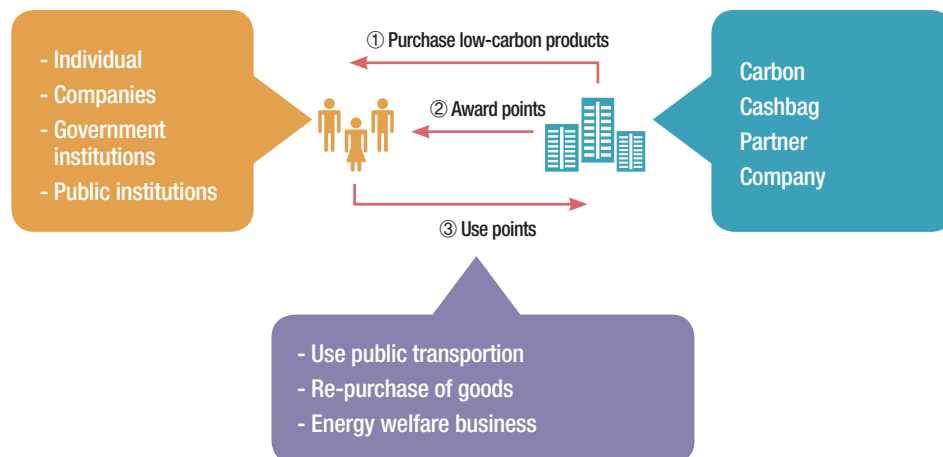 - Individual
- Companies
- Government
institutions
- Public institutions
① Purchase low-carbon products
② Award points
③ Use points
Carbon
Cashbag
Partner
Company
- Use public transportion
- Re-purchase of goods
- Energy welfare business